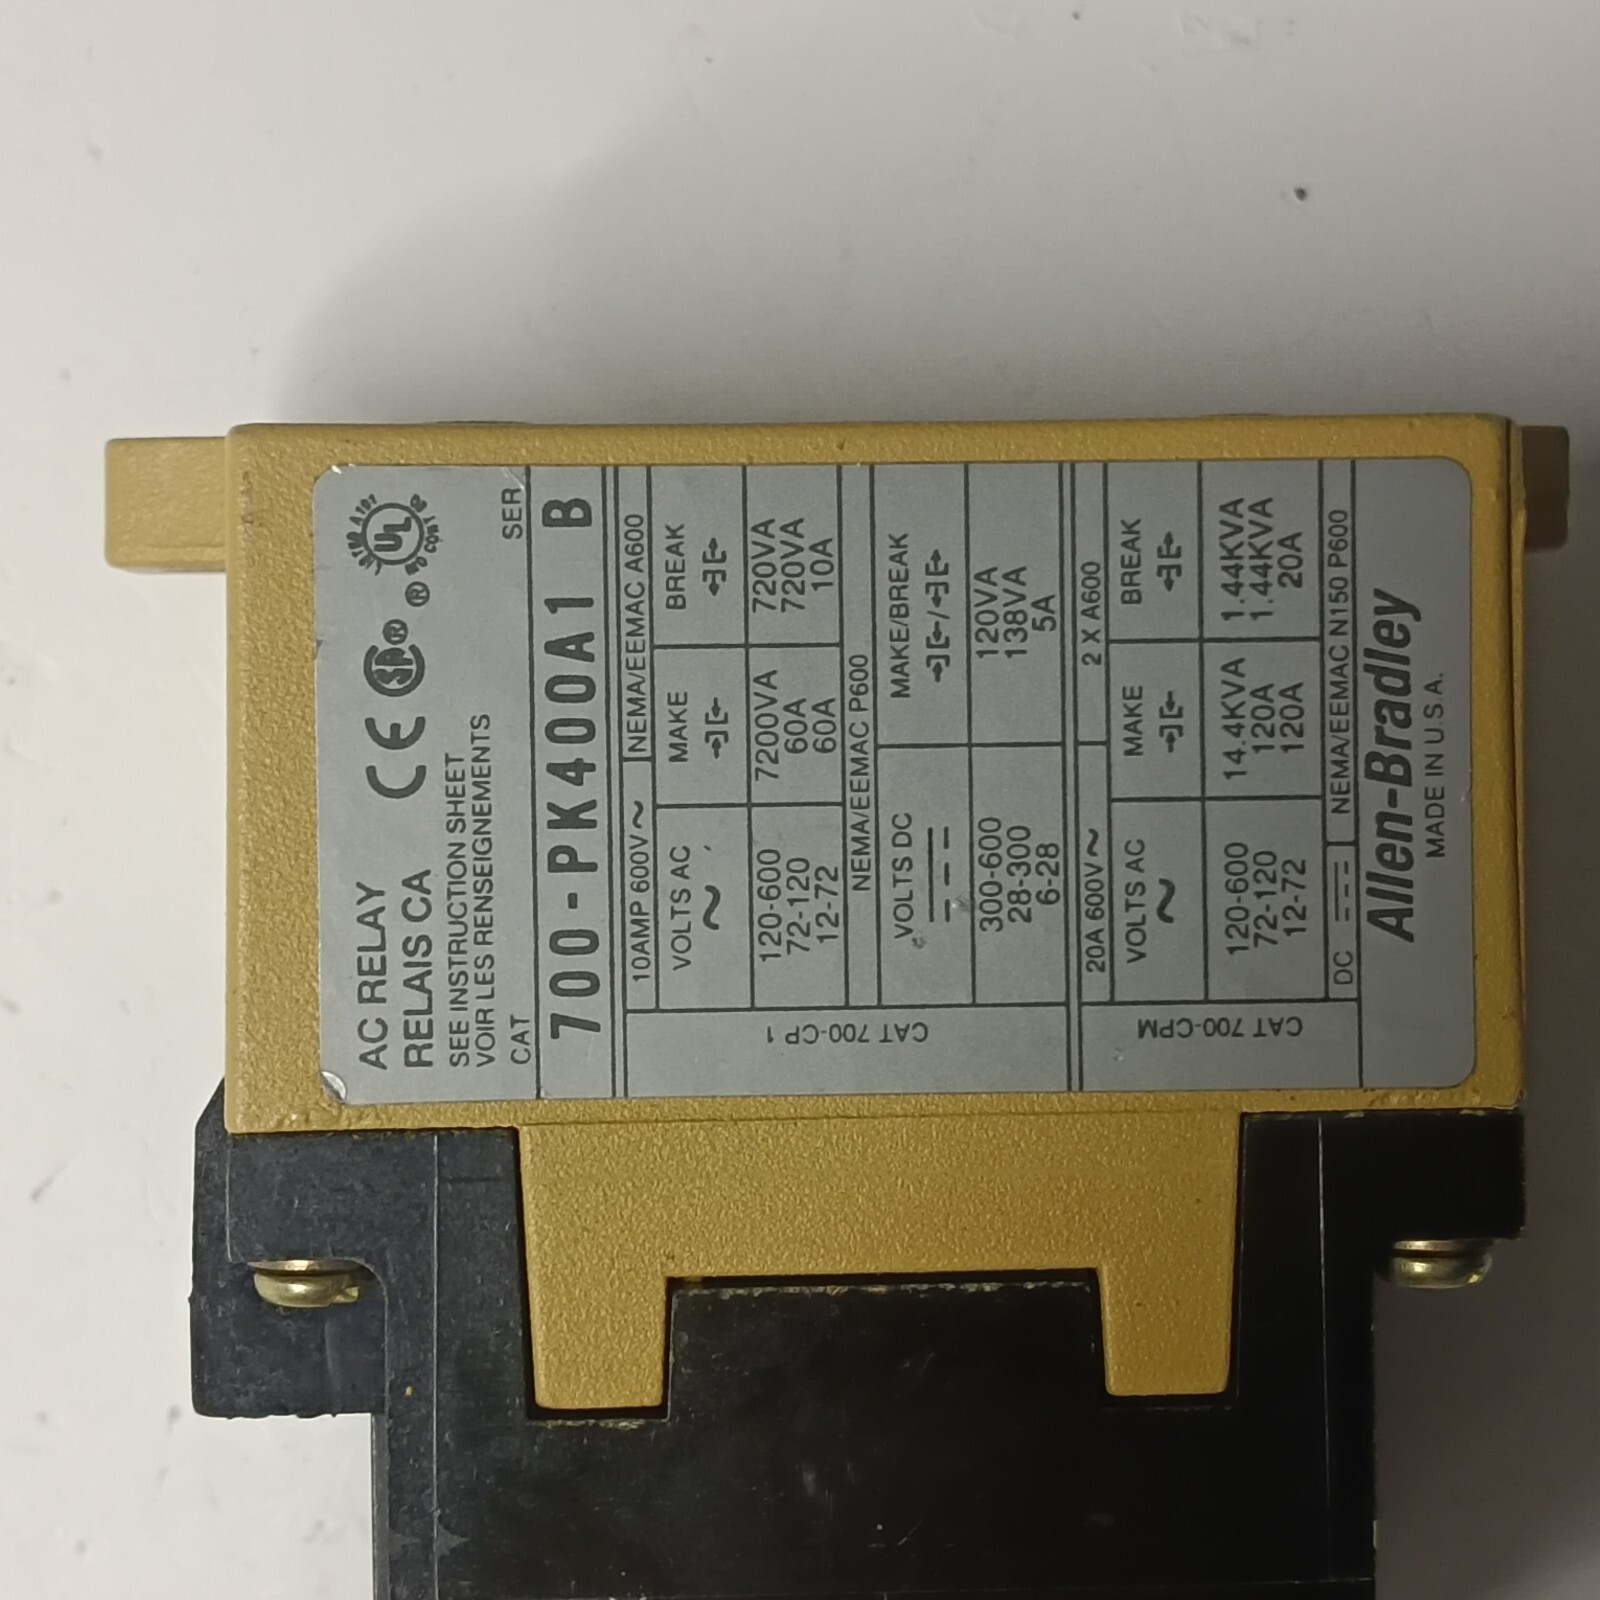 AC RELAY
RELAIS CA
CE SA® ®
UL
SEE INSTRUCTION SHEET
VOIR LES RENSEIGNEMENTS
CAT SER
700-PK400A1 B
CAT 700-CP1
10AMP 600V~ NEMA/EEMAC A600
VOLTS AC MAKE BREAK
~
120-600 7200VA 720VA
72-120 60A 720VA
12-72 60A 10A
NEMA/EEMAC P600
VOLTS DC MAKE/BREAK
300-600 120VA
28-300 138VA
6-28 5A
CAT 700-CPM
20A 600V~ 2 X A600
VOLTS AC MAKE BREAK
~
120-600 14.4KVA 1.44KVA
72-120 120A 1.44KVA
12-72 120A 20A
DC NEMA/EEMAC N150 P600
Allen-Bradley
MADE IN U.S.A.